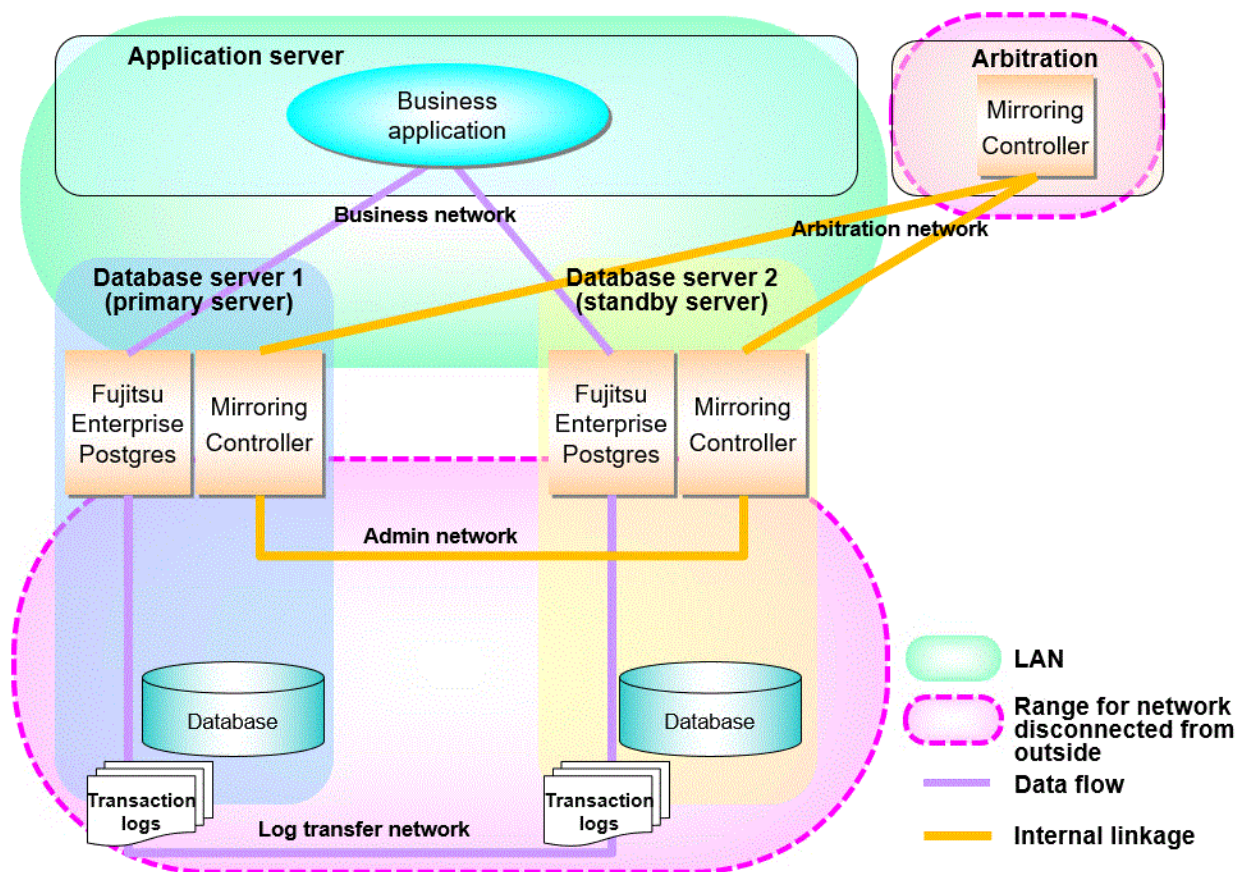 Application server
Business
application
Arbitration
Mirroring
Controller
Business network
Arbitration network
Database server 1
(primary server)
Database server 2
(standby server)
Fujitsu
Enterprise
Postgres
Mirroring
Controller
Fujitsu
Enterprise
Postgres
Mirroring
Controller
Admin network
Database
Database
Transaction
logs
Log transfer network
Transaction
logs
LAN
Range for network
disconnected from
outside
Data flow
Internal linkage